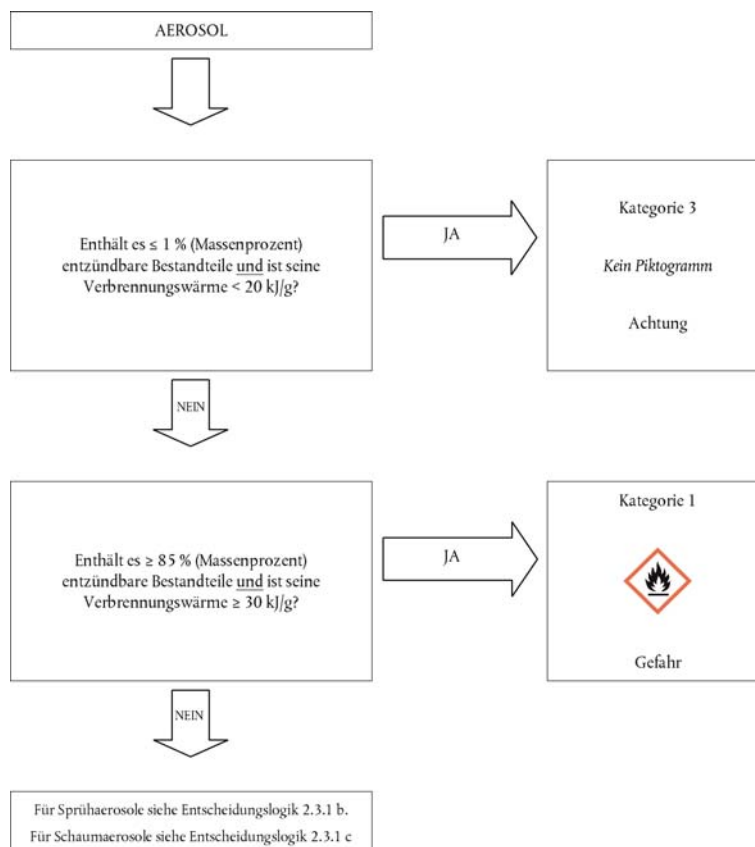 AEROSOL
Enthält es ≤ 1 % (Massenprozent)
entzündbare Bestandteile und ist seine
Verbrennungswärme < 20 kJ/g?
JA
Kategorie 3
Kein Piktogramm
Achtung
NEIN
Enthält es ≥ 85 % (Massenprozent)
entzündbare Bestandteile und ist seine
Verbrennungswärme ≥ 30 kJ/g?
JA
Kategorie 1
Gefahr
NEIN
Für Sprühaerosole siehe Entscheidungslogik 2.3.1 b.
Für Schaumaerosole siehe Entscheidungslogik 2.3.1 c